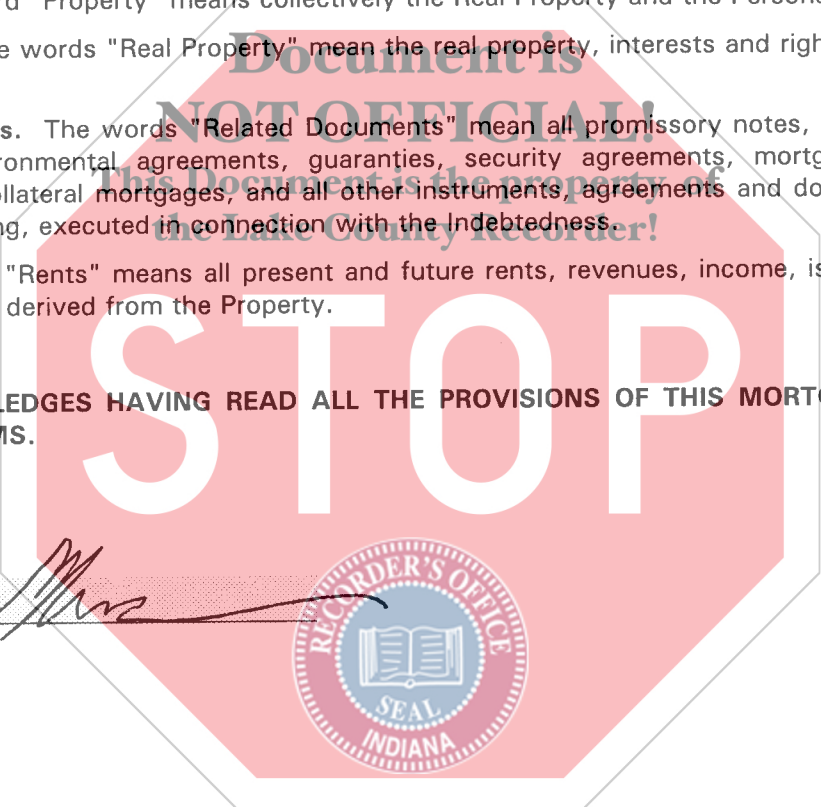 rd "Property" means collectively the Real Property and the Persona
e words "Real Property" mean the real property, interests and righ
Document is
NOT OFFICIAL!
This Document is the property of
the Lake County Recorder!
s. The words "Related Documents" mean all promissory notes,
ronmental agreements, guaranties, security agreements, mortg
llateral mortgages, and all other instruments, agreements and do
ng, executed in connection with the Indebtedness.
"Rents" means all present and future rents, revenues, income, is
derived from the Property.
STOP
LEDGES HAVING READ ALL THE PROVISIONS OF THIS MORTG
MS.
RECORDER'S OFFICE
SEAL
INDIANA